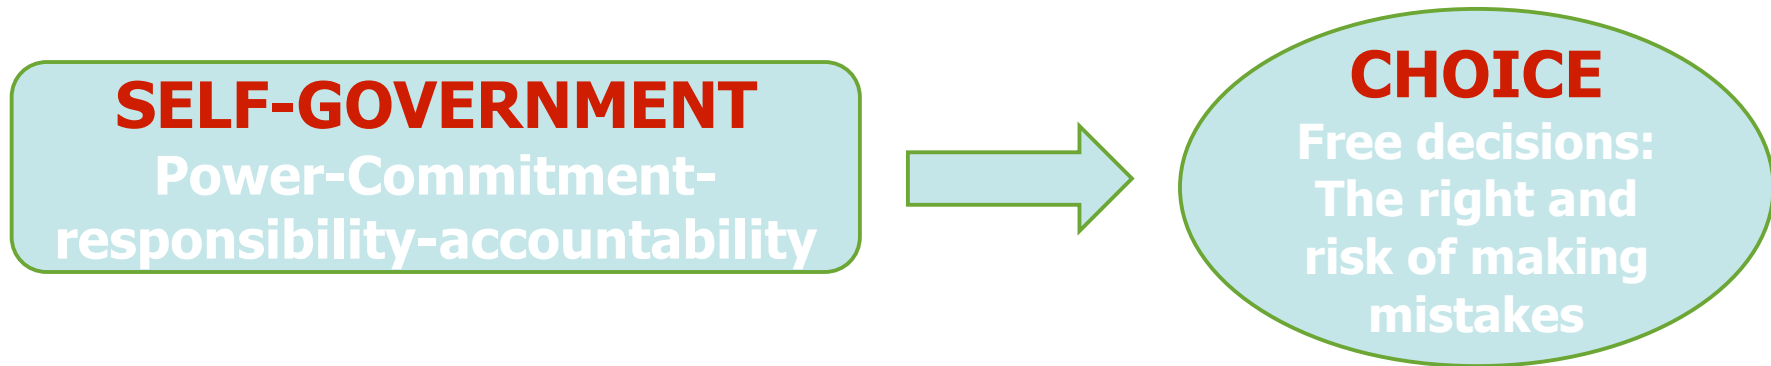 SELF-GOVERNMENT
Power-Commitment-
responsibility-accountability
CHOICE
Free decisions:
The right and
risk of making
mistakes